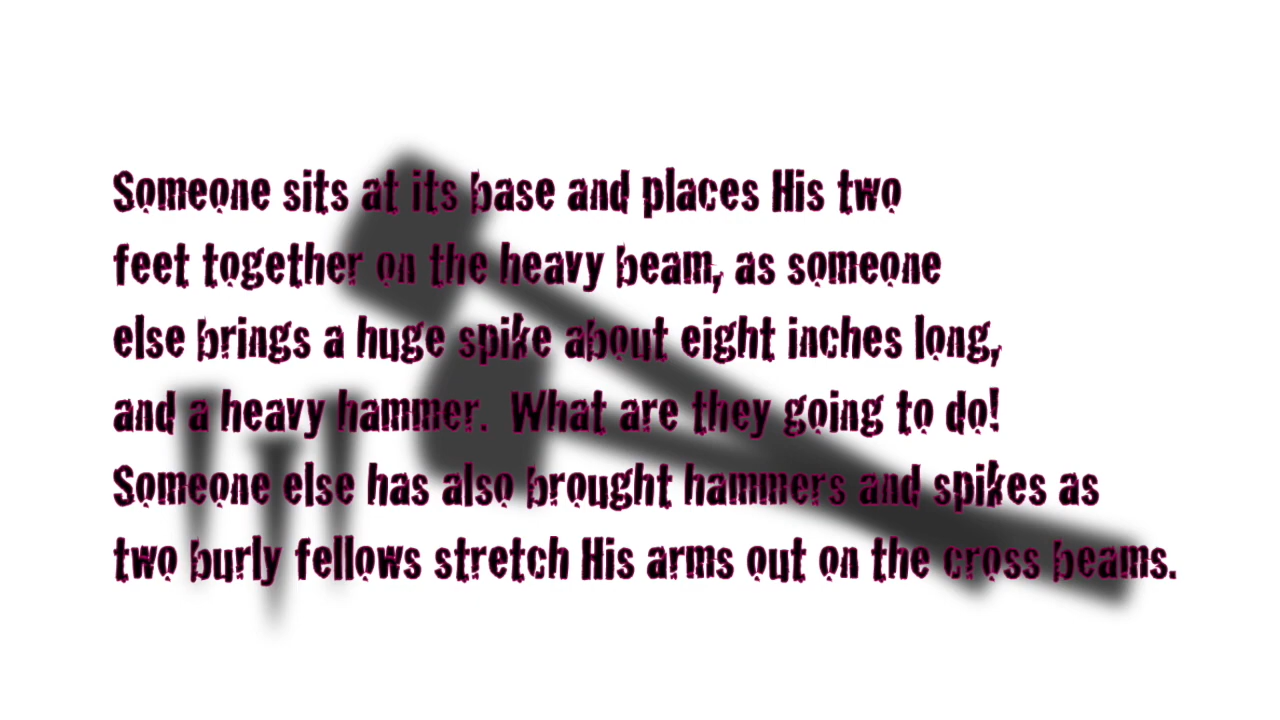 Someone sits at its base and places His two
feet together on the heavy beam, as someone
else brings a huge spike about eight inches long,
and a heavy hammer.  What are they going to do!
Someone else has also brought hammers and spikes as
two burly fellows stretch His arms out on the cross beams.